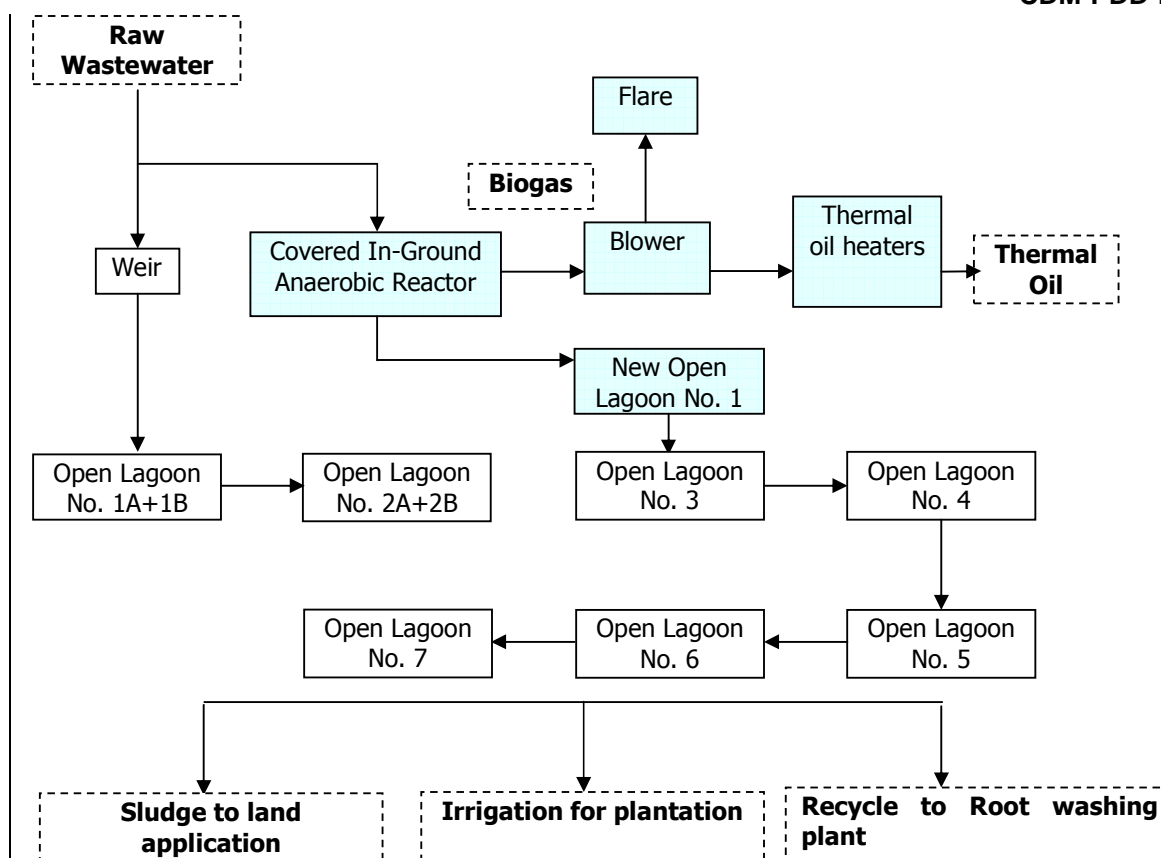 Raw
Wastewater
Flare
Biogas
Thermal
oil heaters
Blower
Covered In-Ground
Anaerobic Reactor
Weir
Thermal
Oil
New Open
Lagoon No. 1
Open Lagoon
No. 1A+1B
Open Lagoon
No. 2A+2B
Open Lagoon
No. 3
Open Lagoon
No. 4
Open Lagoon
No. 7
Open Lagoon
No. 6
Open Lagoon
No. 5
Sludge to land
application
Irrigation for plantation
Recycle to Root washing
plant